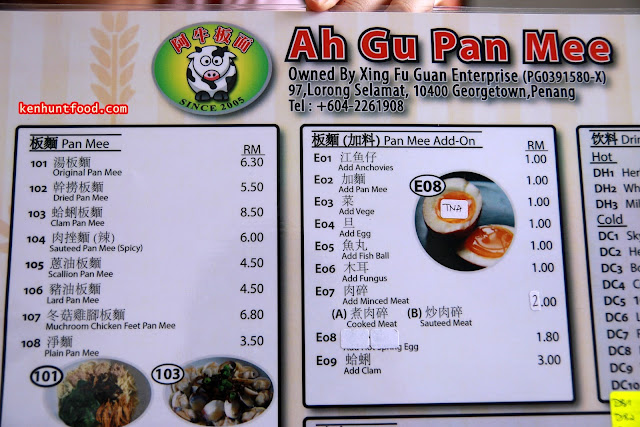 阿牛板面
SINCE 2005
Ah Gu Pan Mee
Owned By Xing Fu Guan Enterprise (PG0391580-X)
97,Lorong Selamat, 10400 Georgetown,Penang
Tel : +604-2261908
kenhuntfood.com
板麵 Pan Mee
RM
101 湯板麵 6.30
Original Pan Mee
102 幹撈板麵 5.50
Dried Pan Mee
103 蛤蜊板麵 8.50
Clam Pan Mee
104 肉挫麵 (辣) 6.00
Sauteed Pan Mee (Spicy)
105 蔥油板麵 4.50
Scallion Pan Mee
106 豬油板麵 4.50
Lard Pan Mee
107 冬菇雞腳板麵 6.80
Muchroom Chicken Feet Pan Mee
108 淨麵 3.50
Plain Pan Mee
101
103
板麵 (加料) Pan Mee Add-On
RM
E01 江魚仔 1.00
Add Anchovies
E02 加麵 1.00
Add Pan Mee
E03 菜 1.00
Add Vege
E04 旦 1.00
Add Egg
E05 魚丸 1.00
Add Fish Ball
E06 木耳 1.00
Add Fungus
E07 肉碎 2.00
Add Minced Meat
(A) 煮肉碎 (B) 炒肉碎
Cooked Meat Sauteed Meat
E08 1.80
Spring Egg
E09 蛤蜊 3.00
Add Clam
E08
TNA
饮料 Drin
Hot
DH1 Her
DH2
DH3 Mil
Cold
DC1
DC2
DC3
DC4
DC5
DC6
DC7
DC8
DC9
DC10